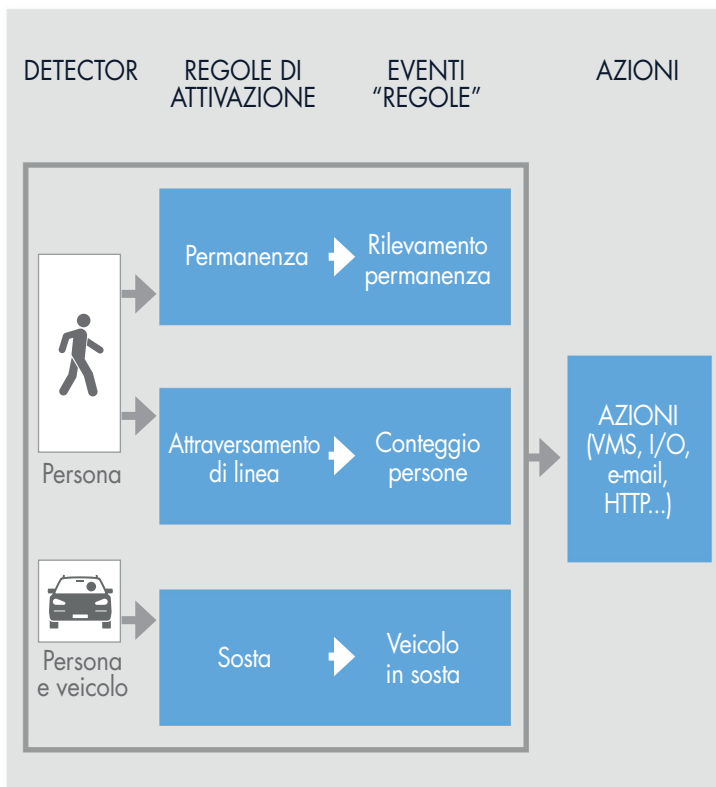 DETECTOR
REGOLE DI
ATTIVAZIONE
EVENTI
“REGOLE”
AZIONI
Permanenza
Rilevamento
permanenza
Persona
Attraversamento
di linea
Conteggio
persone
AZIONI
(VMS, I/O,
e-mail,
HTTP...)
Persona
e veicolo
Sosta
Veicolo
in sosta